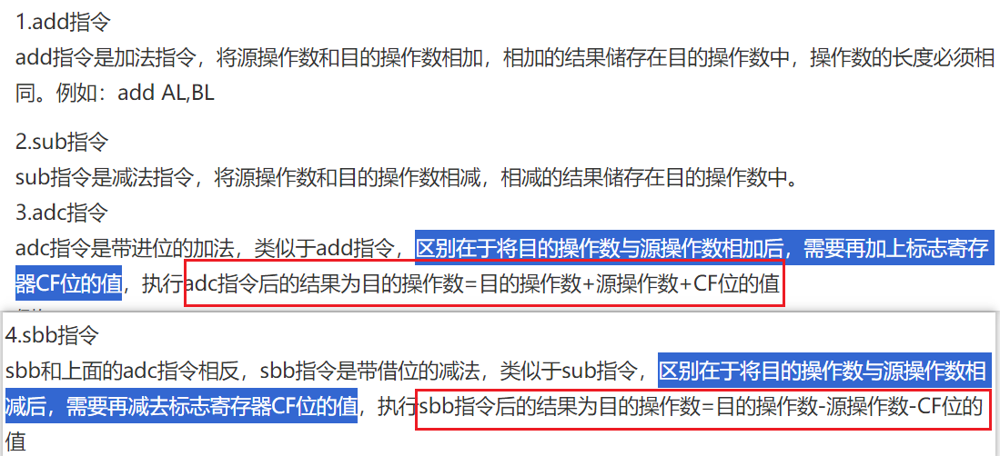 1.add指令
add指令是加法指令，将源操作数和目的操作数相加，相加的结果储存在目的操作数中，操作数的长度必须相
同。例如：add AL,BL
2.sub指令
sub指令是减法指令，将源操作数和目的操作数相减，相减的结果储存在目的操作数中。
3.adc指令
adc指令是带进位的加法，类似于add指令，区别在于将目的操作数与源操作数相加后，需要再加上标志寄存
器CF位的值，执行adc指令后的结果为目的操作数=目的操作数+源操作数+CF位的值
4.sbb指令
sbb和上面的adc指令相反，sbb指令是带借位的减法，类似于sub指令，区别在于将目的操作数与源操作数相
减后，需要再减去标志寄存器CF位的值，执行sbb指令后的结果为目的操作数=目的操作数-源操作数-CF位的
值